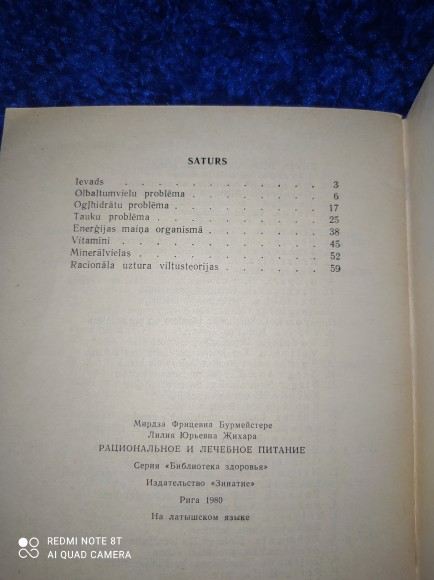 SATURS
Ievads . . . . . . . . . . . 3
Olbaltumvielu problēma . . . . . . . 6
Ogļhidrātu problēma . . . . . . . . 17
Tauku problēma . . . . . . . . . 25
Enerģijas maiņa organismā . . . . . . 38
Vitamīni . . . . . . . . . . . 45
Minerālvielas . . . . . . . . . . 52
Racionāla uztura viltusteorijas . . . . . 59
Мирдза Фрицевна Бурмейстере
Лилия Юрьевна Жихара
РАЦИОНАЛЬНОЕ И ЛЕЧЕБНОЕ ПИТАНИЕ
Серия «Библиотека здоровья»
Издательство «Зинатне»
Рига 1980
На латышском языке
REDMI NOTE 8T
AI QUAD CAMERA